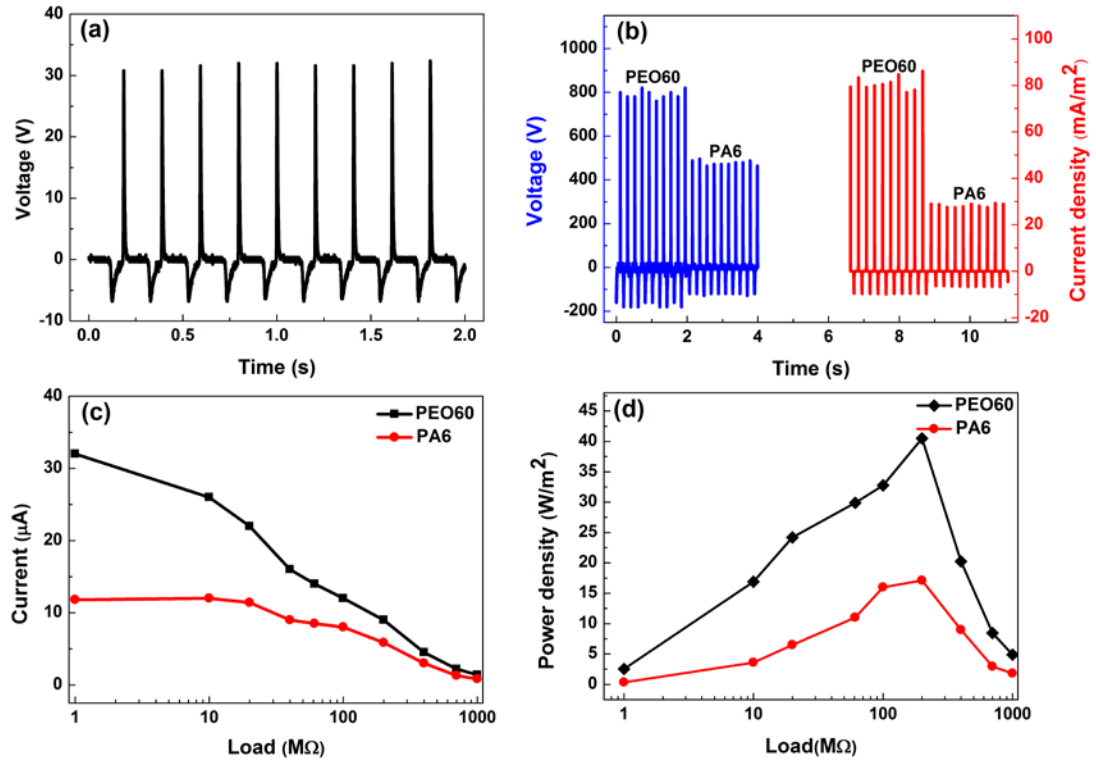 (a)
Voltage (V)
40
30
20
10
0
-10
0.0 0.5 1.0 1.5 2.0
Time (s)
(b)
Voltage (V)
1000
800
600
400
200
0
-200
PEO60
PA6
PEO60
PA6
100
80
60
40
20
0
-20
Current density (mA/m²)
0 2 4 6 8 10
Time (s)
(c)
PEO60
PA6
Current (μA)
40
30
20
10
0
1 10 100 1000
Load (MΩ)
(d)
PEO60
PA6
Power density (W/m²)
45
40
35
30
25
20
15
10
5
0
1 10 100 1000
Load(MΩ)